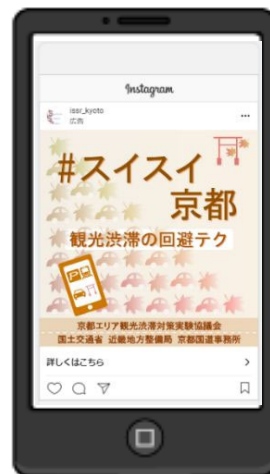 Instagram
issr_kyoto
広告
#スイスイ
京都
観光渋滞の回避テク
P
京都エリア観光渋滞対策実験協議会
国土交通省 近畿地方整備局 京都国道事務所
詳しくはこちら